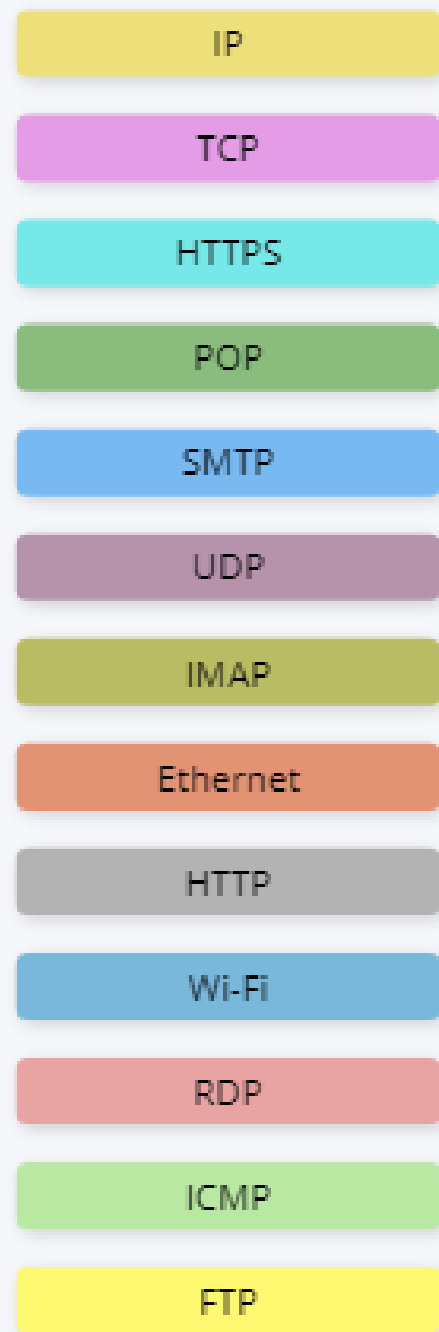 IP
TCP
HTTPS
POP
SMTP
UDP
IMAP
Ethernet
HTTP
Wi-Fi
RDP
ICMP
FTP